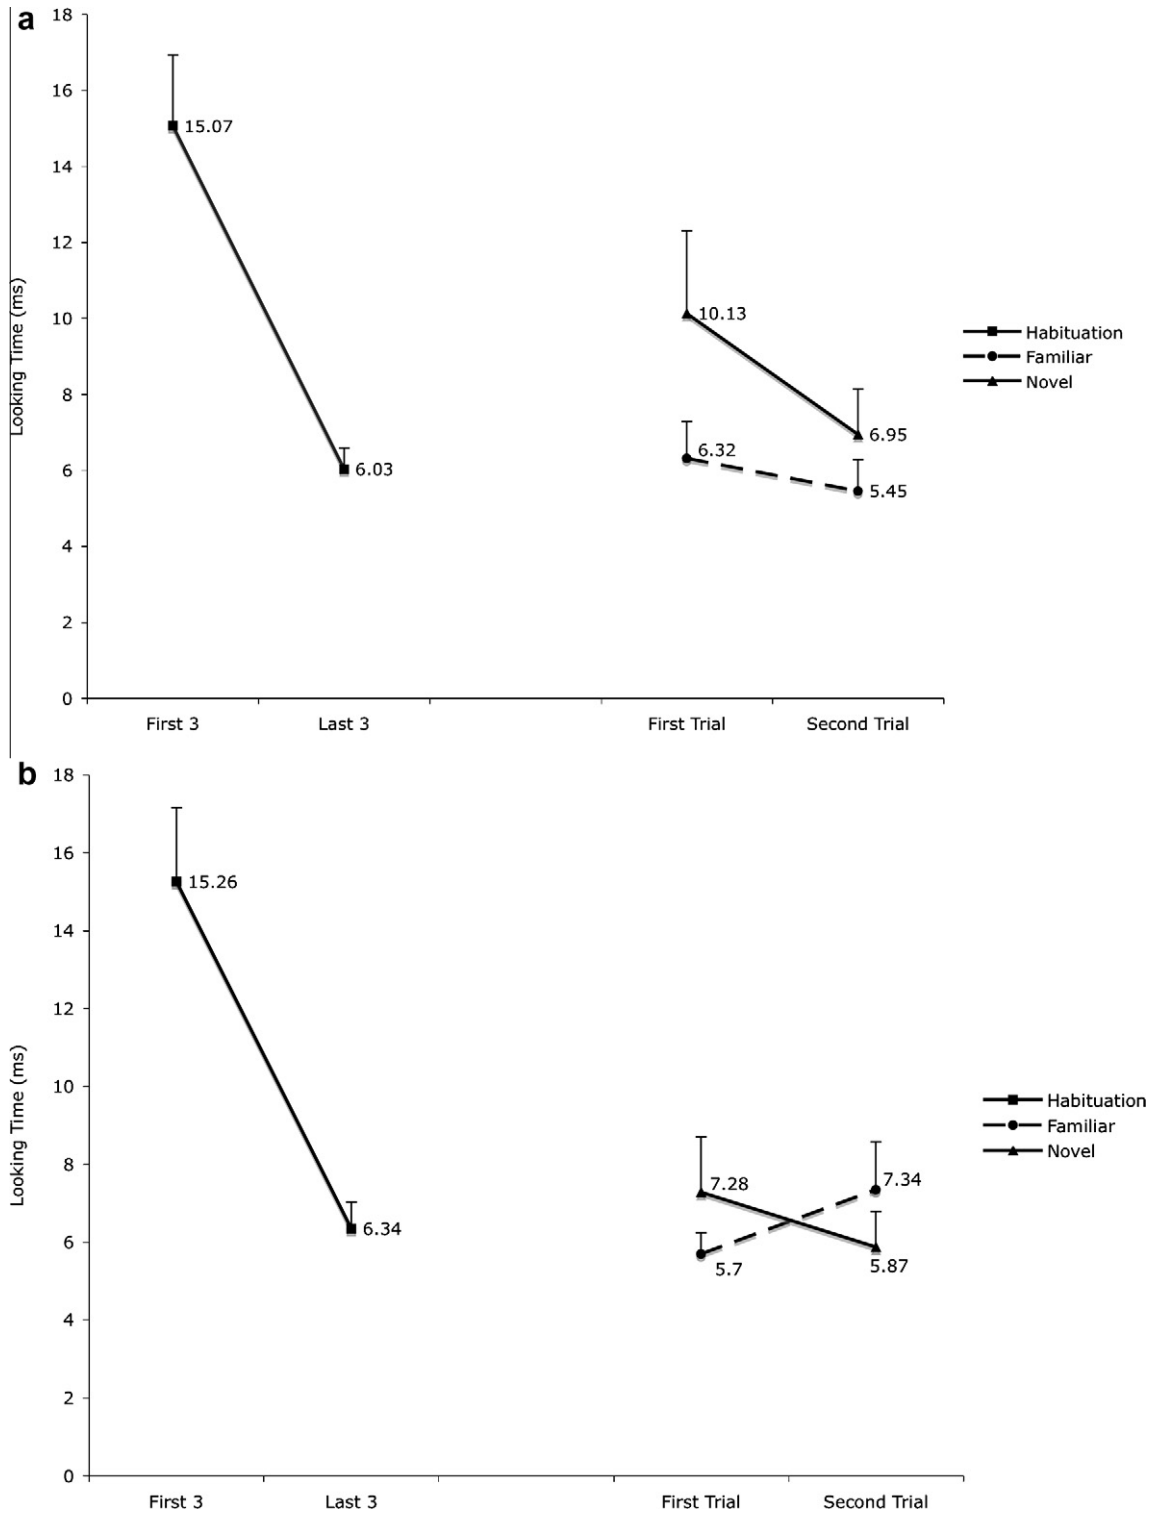 a
18
16
14
12
10
8
6
4
2
0
Looking Time (ms)
15.07
6.03
10.13
6.95
6.32
5.45
Habituation
Familiar
Novel
First 3 Last 3 First Trial Second Trial
b
18
16
14
12
10
8
6
4
2
0
Looking Time (ms)
15.26
6.34
7.28
7.34
5.7
5.87
Habituation
Familiar
Novel
First 3 Last 3 First Trial Second Trial